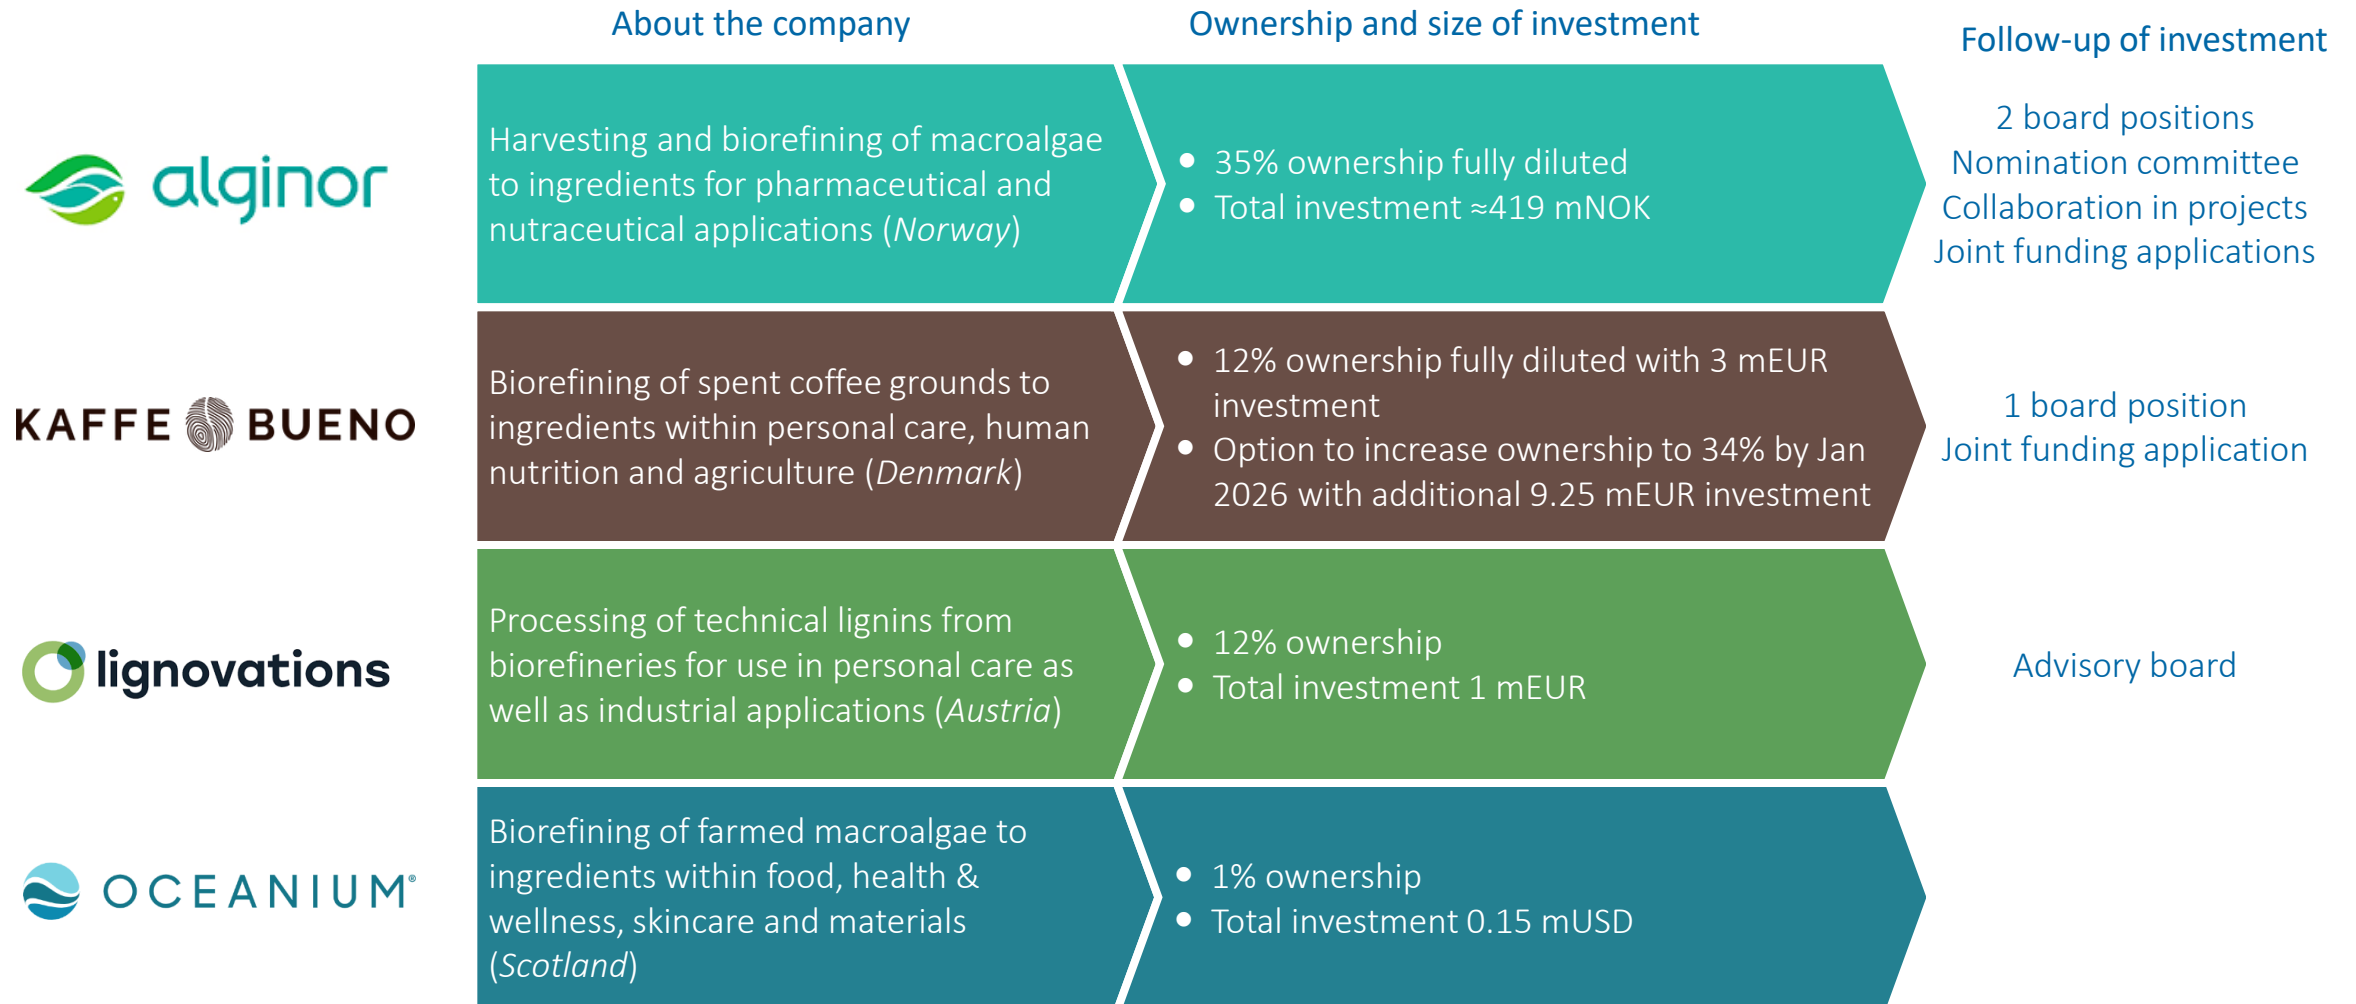 About the company
Ownership and size of investment
Follow-up of investment
alginor
Harvesting and biorefining of macroalgae
to ingredients for pharmaceutical and
nutraceutical applications (Norway)
• 35% ownership fully diluted
• Total investment ≈419 mNOK
2 board positions
Nomination committee
Collaboration in projects
Joint funding applications
KAFFE BUENO
Biorefining of spent coffee grounds to
ingredients within personal care, human
nutrition and agriculture (Denmark)
• 12% ownership fully diluted with 3 mEUR
investment
• Option to increase ownership to 34% by Jan
2026 with additional 9.25 mEUR investment
1 board position
Joint funding application
lignovations
Processing of technical lignins from
biorefineries for use in personal care as
well as industrial applications (Austria)
• 12% ownership
• Total investment 1 mEUR
Advisory board
OCEANIUM®
Biorefining of farmed macroalgae to
ingredients within food, health &
wellness, skincare and materials
(Scotland)
• 1% ownership
• Total investment 0.15 mUSD